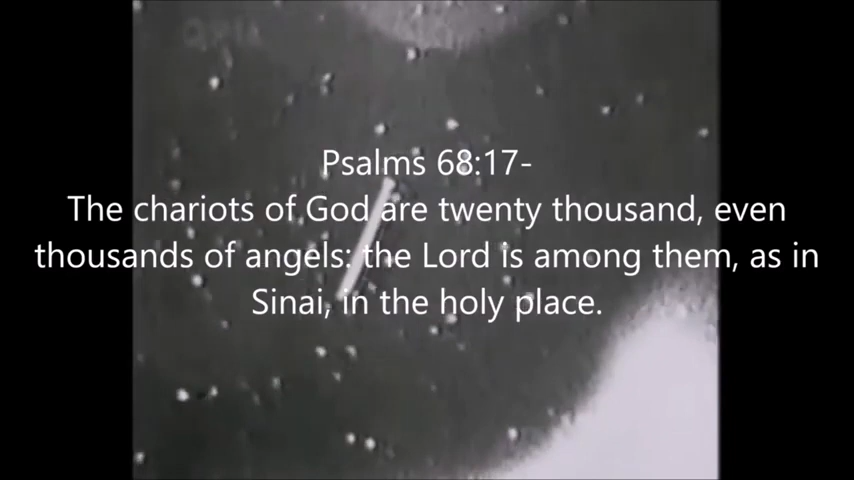 Psalms 68:17-
The chariots of God are twenty thousand, even
thousands of angels: the Lord is among them, as in
Sinai, in the holy place.